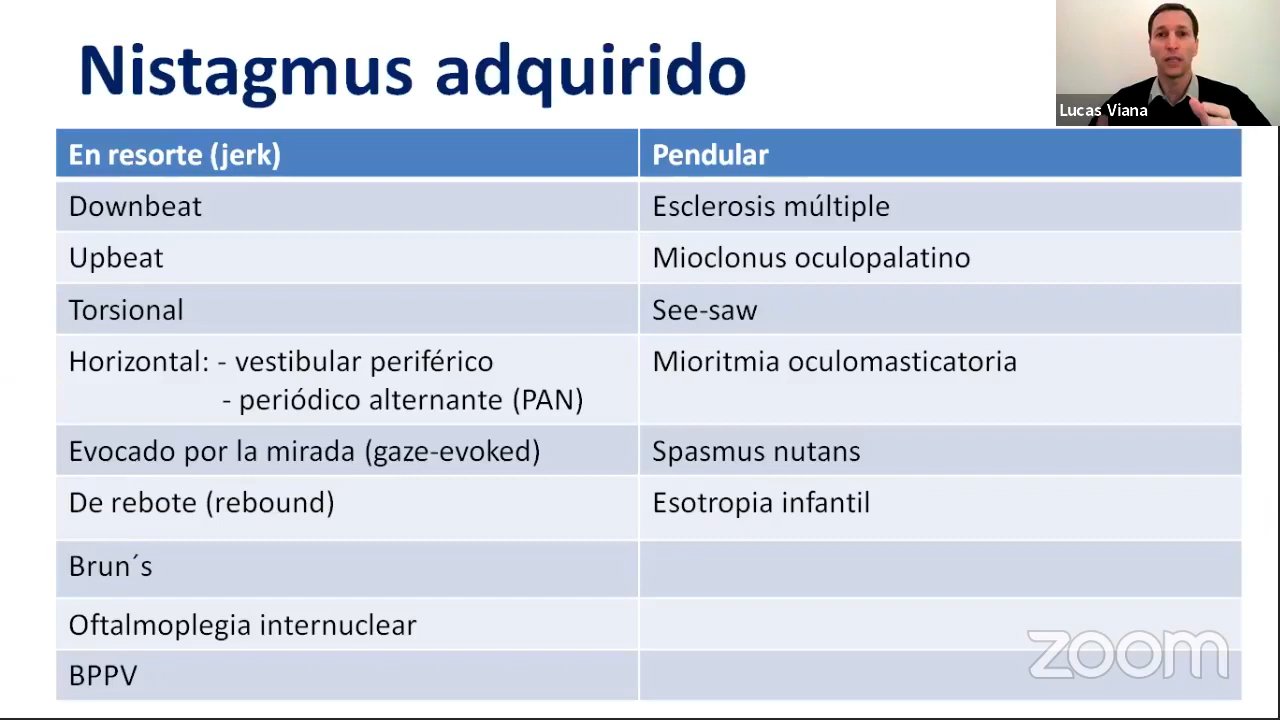 Nistagmus adquirido
Lucas Viana
En resorte (jerk)
Pendular
Downbeat
Esclerosis múltiple
Upbeat
Mioclonus oculopalatino
Torsional
See-saw
Horizontal: - vestibular periférico
- periódico alternante (PAN)
Mioritmia oculomasticatoria
Evocado por la mirada (gaze-evoked)
Spasmus nutans
De rebote (rebound)
Esotropia infantil
Brun´s
Oftalmoplegia internuclear
BPPV
zoom